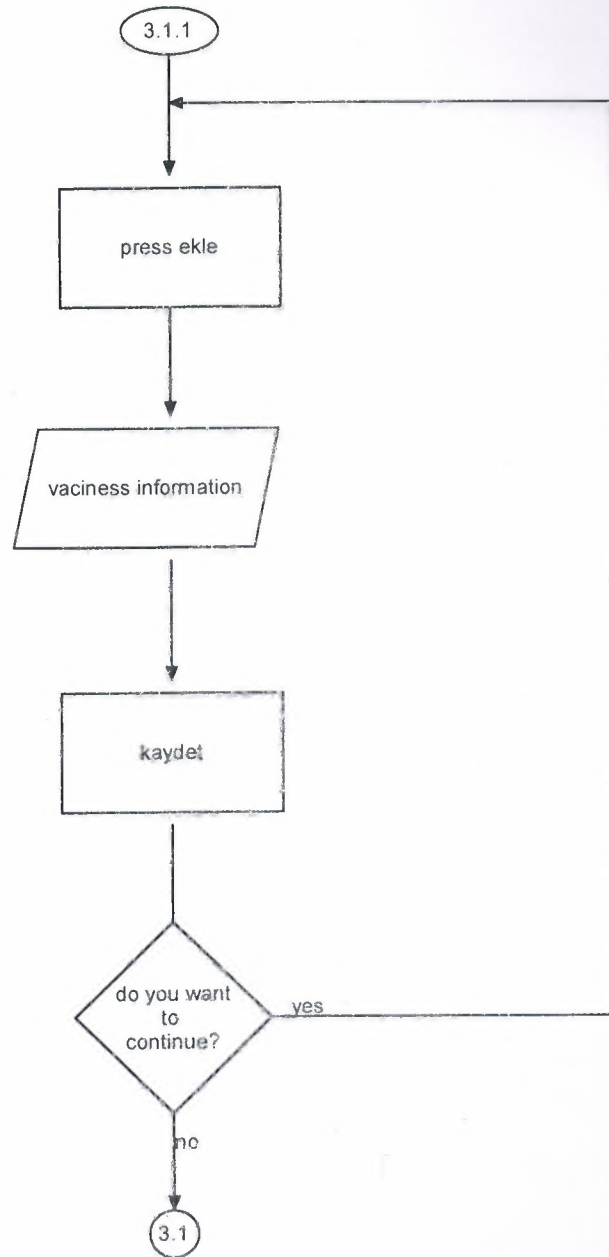 3.1.1
press ekle
vaciness information
kaydet
do you want
to
continue?
yes
no
3.1